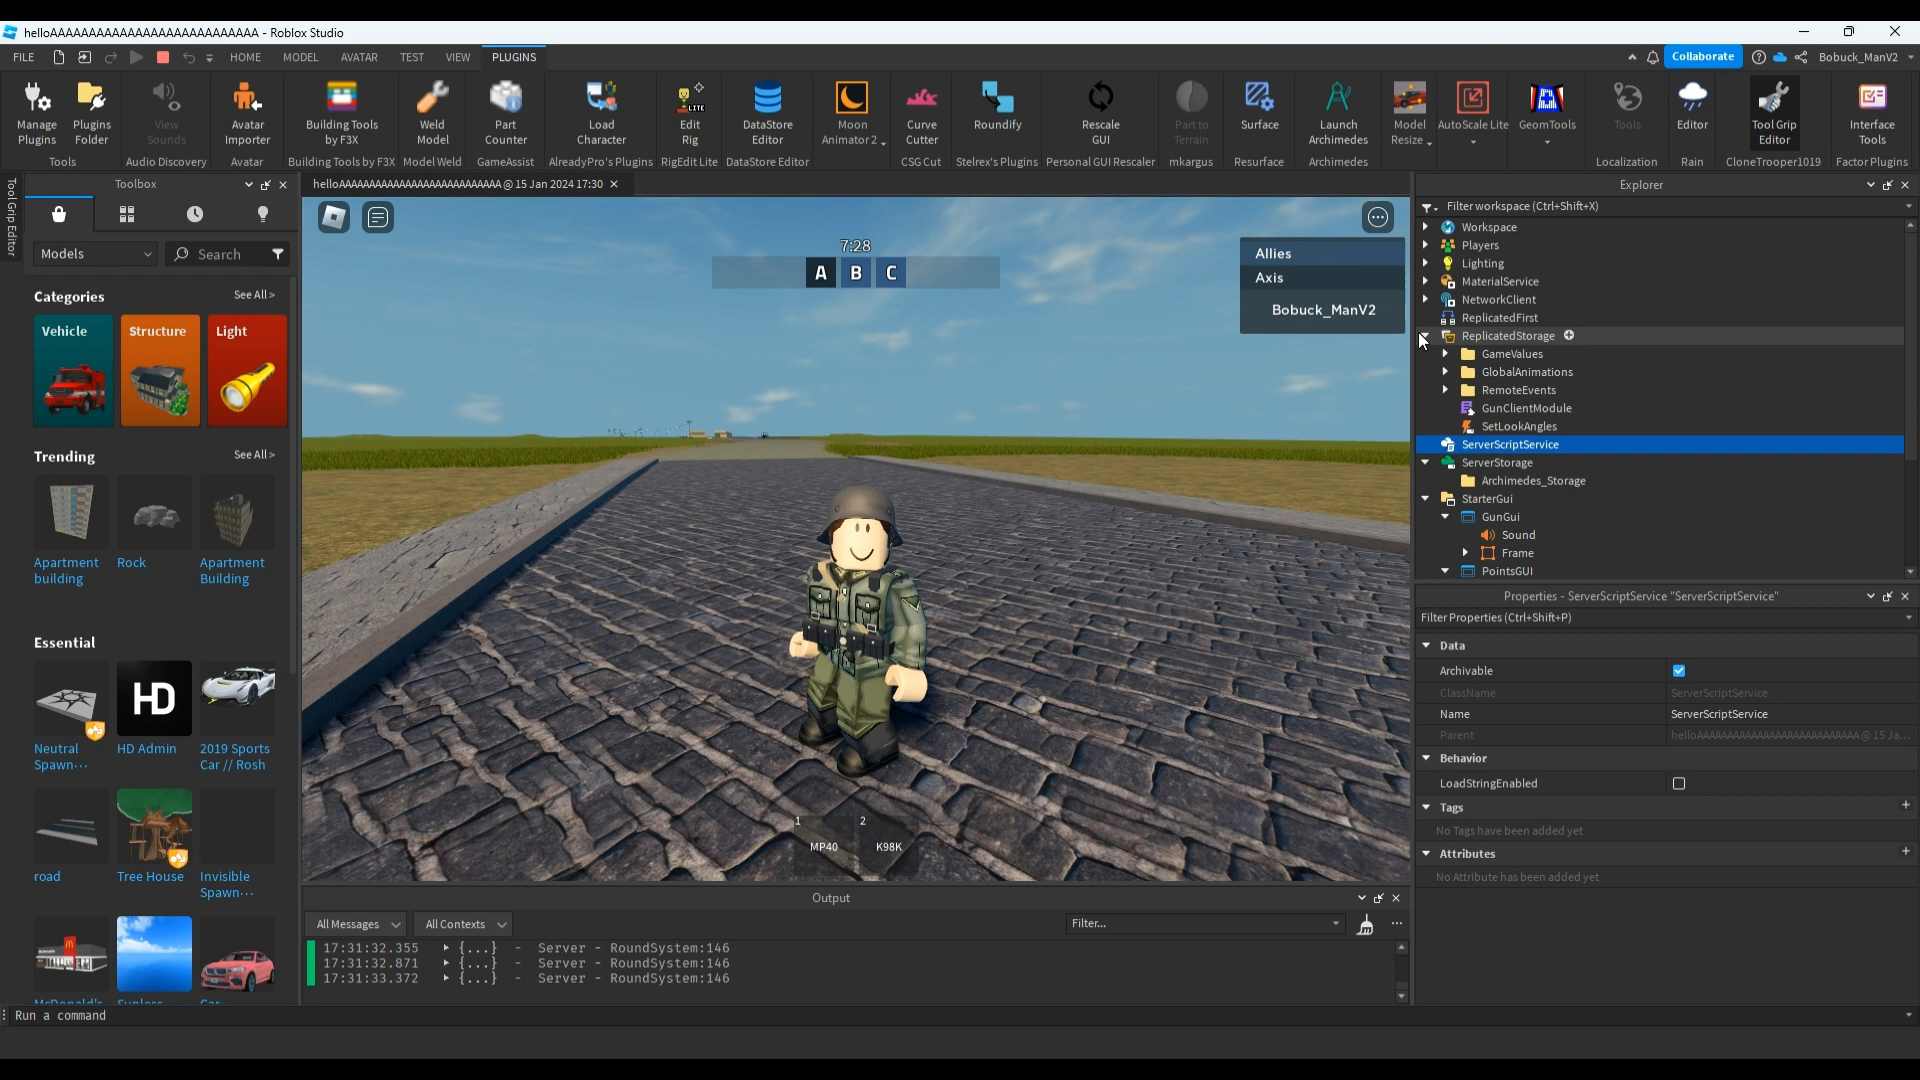 helloAAAAAAAAAAAAAAAAAAAAAAAAAAA - Roblox Studio
FILE HOME MODEL AVATAR TEST VIEW PLUGINS Collaborate Bobuck_ManV2
Manage Plugins
Plugins Folder
View Sounds
Avatar Importer
Building Tools by F3X
Weld Model
Part Counter
Load Character
Edit Rig
DataStore Editor
Moon Animator 2
Curve Cutter
Roundify
Rescale GUI
Part to Terrain
Surface
Launch Archimedes
Model Resize
AutoScale Lite
GeomTools
Tools
Editor
Tool Grip Editor
Interface Tools
Tools
Audio Discovery
Avatar
Building Tools by F3X
Model Weld
GameAssist
AlreadyPro's Plugins
RigEdit Lite
DataStore Editor
CSG Cut
Stelrex's Plugins
Personal GUI Rescaler
mkargus
Resurface
Archimedes
Localization
Rain
CloneTrooper1019
Factor Plugins
Tool Grip Editor
Toolbox
Models
Search
Categories
See All >
Vehicle
Structure
Light
Trending
See All >
Apartment building
Rock
Apartment Building
Essential
LITE
HD
Neutral Spawn...
HD Admin
2019 Sports Car // Rosh
road
Tree House
Invisible Spawn...
McDonald's
Sunless
Car
helloAAAAAAAAAAAAAAAAAAAAAAAAAAA @ 15 Jan 2024 17:30
7:28
A B C
Allies
Axis
Bobuck_ManV2
1
MP40
2
K98K
Output
All Messages
All Contexts
Filter...
17:31:32.355 {...} - Server - RoundSystem:146
17:31:32.871 {...} - Server - RoundSystem:146
17:31:33.372 {...} - Server - RoundSystem:146
Run a command
Explorer
Filter workspace (Ctrl+Shift+X)
Workspace
Players
Lighting
MaterialService
NetworkClient
ReplicatedFirst
ReplicatedStorage
GameValues
GlobalAnimations
RemoteEvents
GunClientModule
SetLookAngles
ServerScriptService
ServerStorage
Archimedes_Storage
StarterGui
GunGui
Sound
Frame
PointsGUI
Properties - ServerScriptService "ServerScriptService"
Filter Properties (Ctrl+Shift+P)
Data
Archivable
ClassName ServerScriptService
Name ServerScriptService
Parent helloAAAAAAAAAAAAAAAAAAAAAAAAAAA @ 15 Ja...
Behavior
LoadStringEnabled
Tags
No Tags have been added yet
Attributes
No Attribute has been added yet